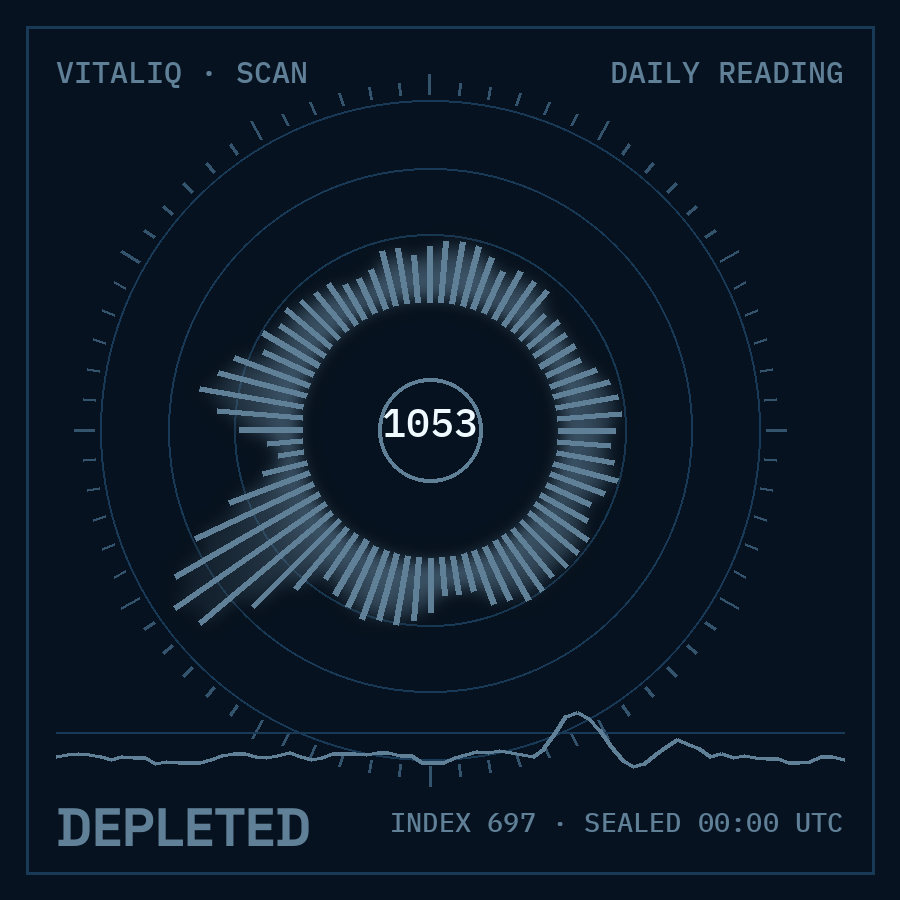 VITALIQ · SCAN
DAILY READING
1053
DEPLETED
INDEX 697 · SEALED 00:00 UTC